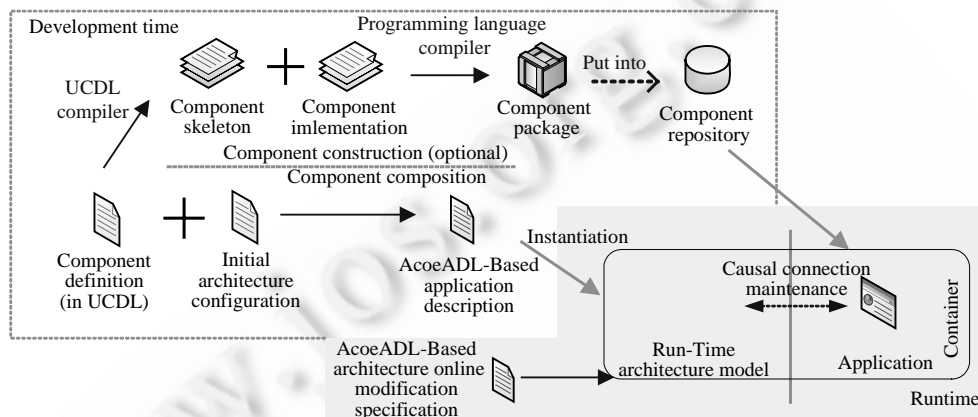 Development time
Programming language
compiler
UCDL
compiler
Put into
Component
skeleton
Component
imlementation
Component
package
Component
repository
Component construction (optional)
Component composition
Component
definition
(in UCDL)
Initial
architecture
configuration
AcoeADL-Based
application
description
Instantiation
Causal connection
maintenance
Container
Run-Time
architecture model
Application
AcoeADL-Based
architecture online
modification
specification
Runtime